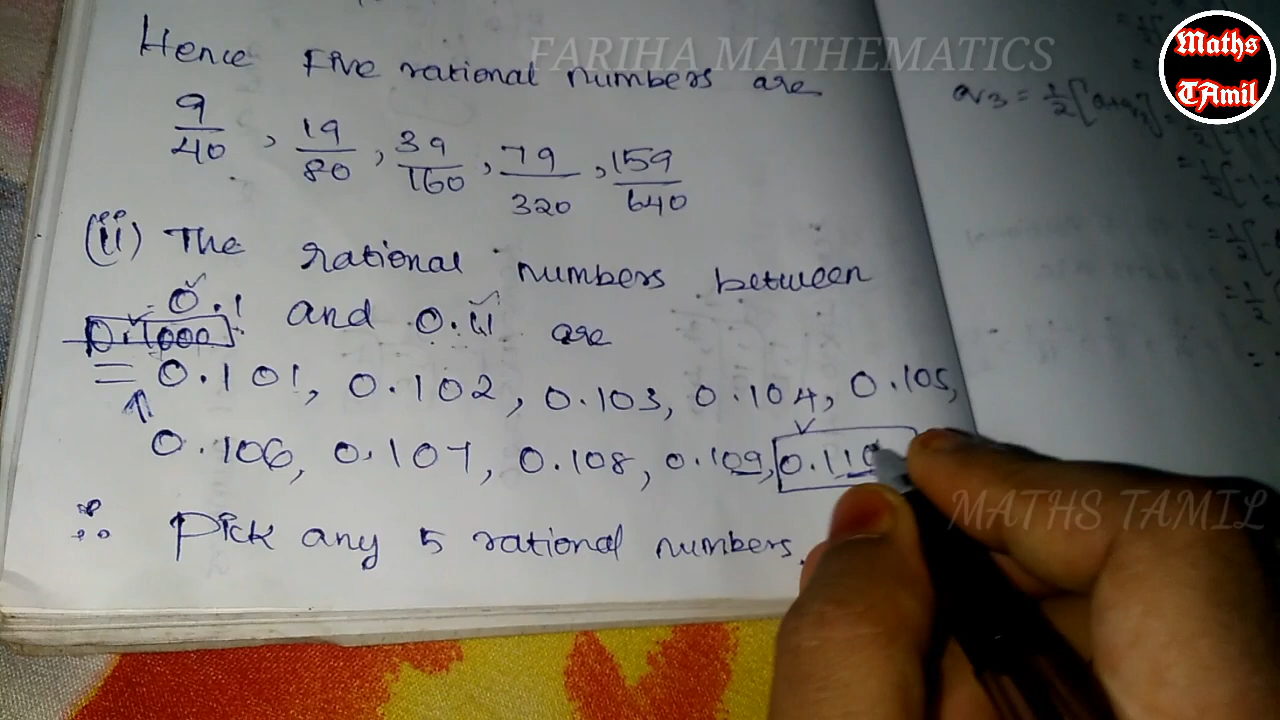 FARIHA MATHEMATICS
Maths
TAmil
Hence Five rational numbers are
9/40, 19/80, 39/160, 79/320, 159/640
(ii) The rational numbers between
0.1 and 0.11 are
0.1000
= 0.101, 0.102, 0.103, 0.104, 0.105,
0.106, 0.107, 0.108, 0.109, 0.110
∴ Pick any 5 rational numbers.
MATHS TAMIL